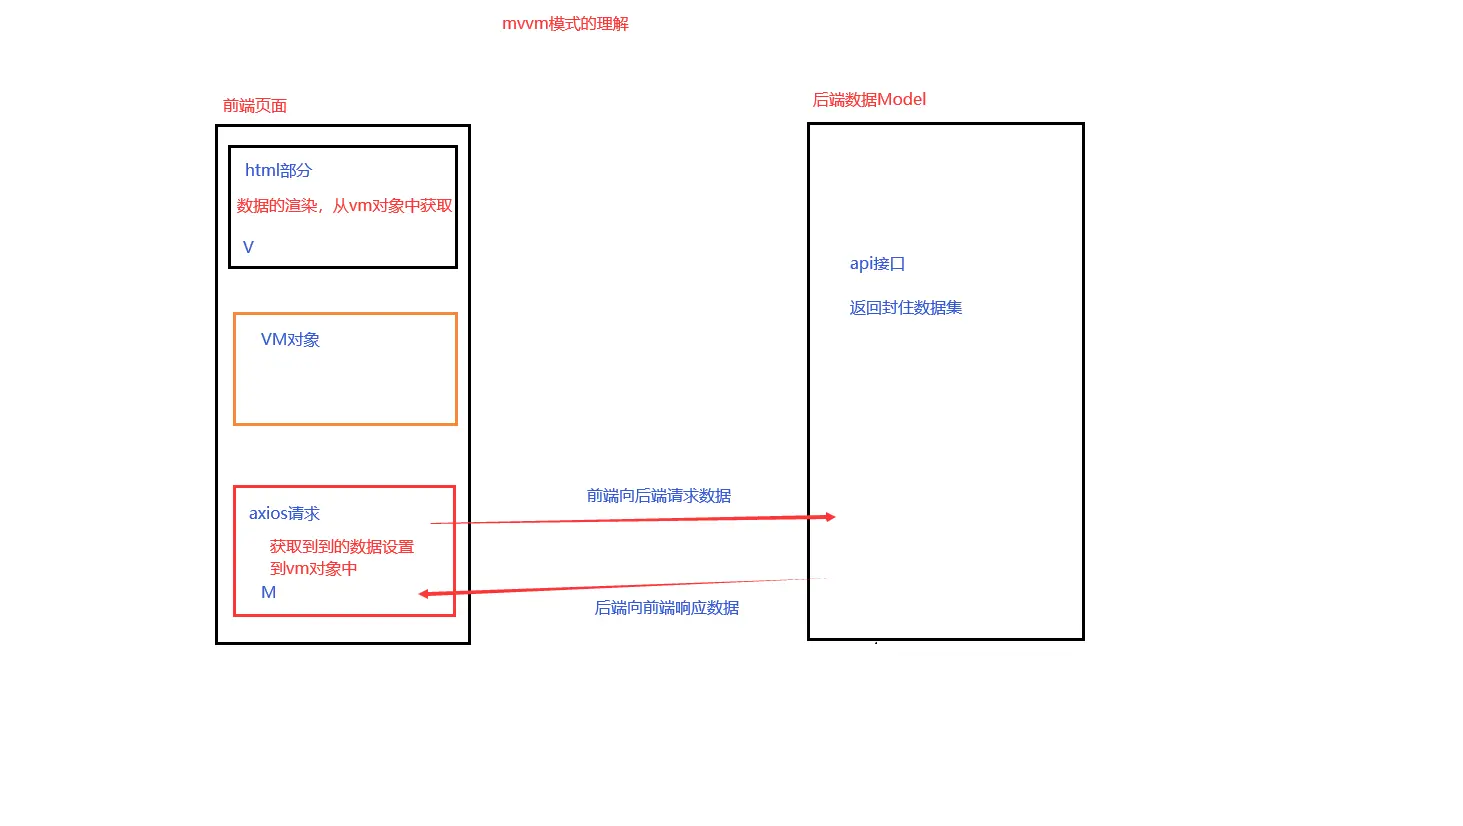 mvvm模式的理解
前端页面
html部分
数据的渲染，从vm对象中获取
V
VM对象
axios请求
获取到到的数据设置
到vm对象中
M
前端向后端请求数据
后端向前端响应数据
后端数据Model
api接口
返回封住数据集